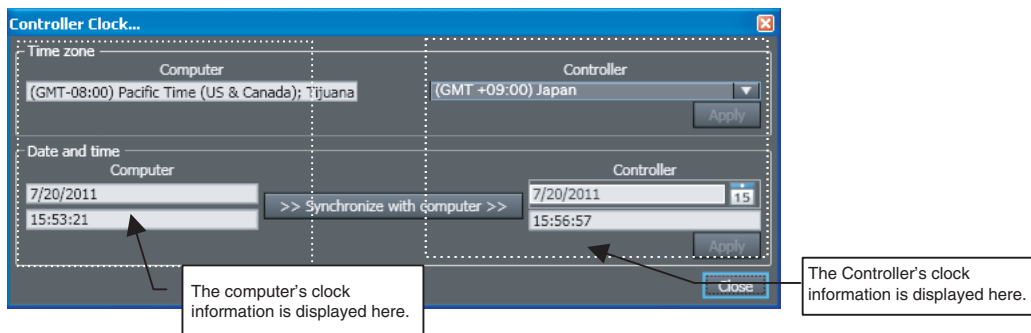 Controller Clock...
Time zone
Computer
Controller
(GMT-08:00) Pacific Time (US & Canada); Tijuana
(GMT +09:00) Japan
Apply
Date and time
Computer
Controller
7/20/2011
>> Synchronize with computer >>
7/20/2011
15
15:53:21
15:56:57
Apply
Close
The computer's clock
information is displayed here.
The Controller's clock
information is displayed here.